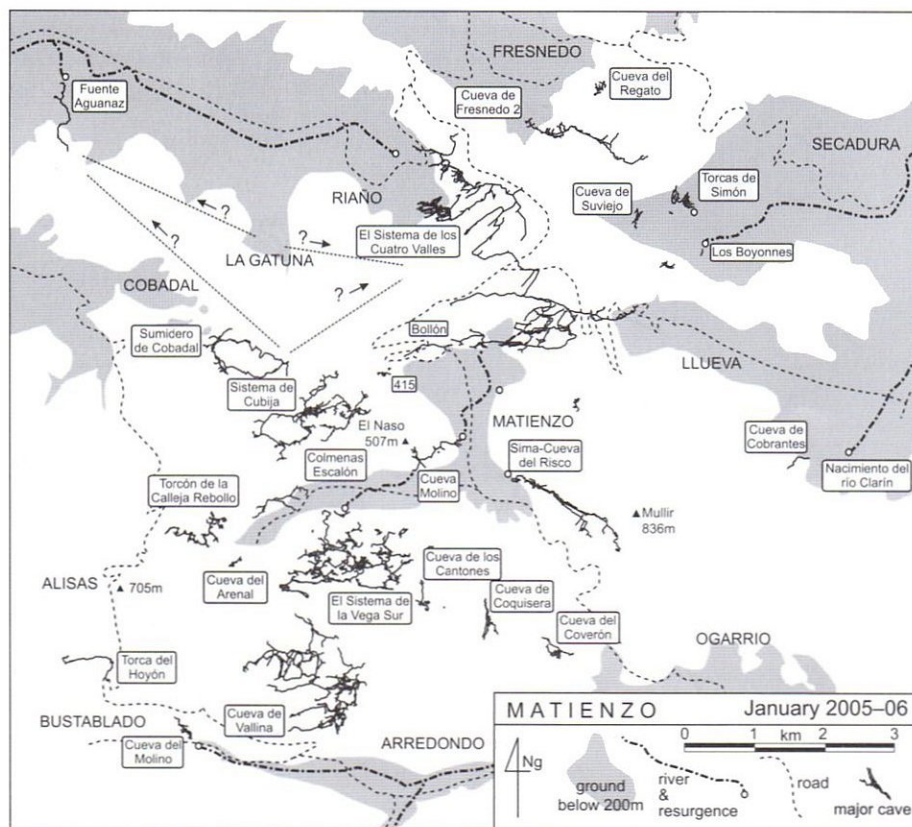 FRESNEDO
Fuente
Aguanaz
Cueva de
Fresnedo 2
Cueva del
Regato
SECADURA
RIAÑO
Torcas de
Simón
Cueva de
Suviejo
El Sistema de los
Cuatro Valles
Los Boyonnes
?
?
?
?
LA GATUNA
COBADAL
Sumidero
de Cobadal
Bollón
LLUEVA
Sistema de
Cubija
415
El Naso
507m
MATIENZO
Cueva de
Cobrantes
Colmenas
Escalón
Cueva
Molino
Sima-Cueva
del Risco
Nacimiento del
río Clarín
Torcón de la
Calleja Rebollo
Mullir
836m
Cueva de los
Cantones
ALISAS
705m
Cueva del
Arenal
El Sistema de
la Vega Sur
Cueva de
Coquisera
Cueva del
Coverón
OGARRIO
Torca del
Hoyón
BUSTABLADO
Cueva de
Vallina
Cueva del
Molino
ARREDONDO
MATIENZO January 2005–06
0 1 km 2 3
Ng
ground
below 200m
river
&
resurgence
road
major cave